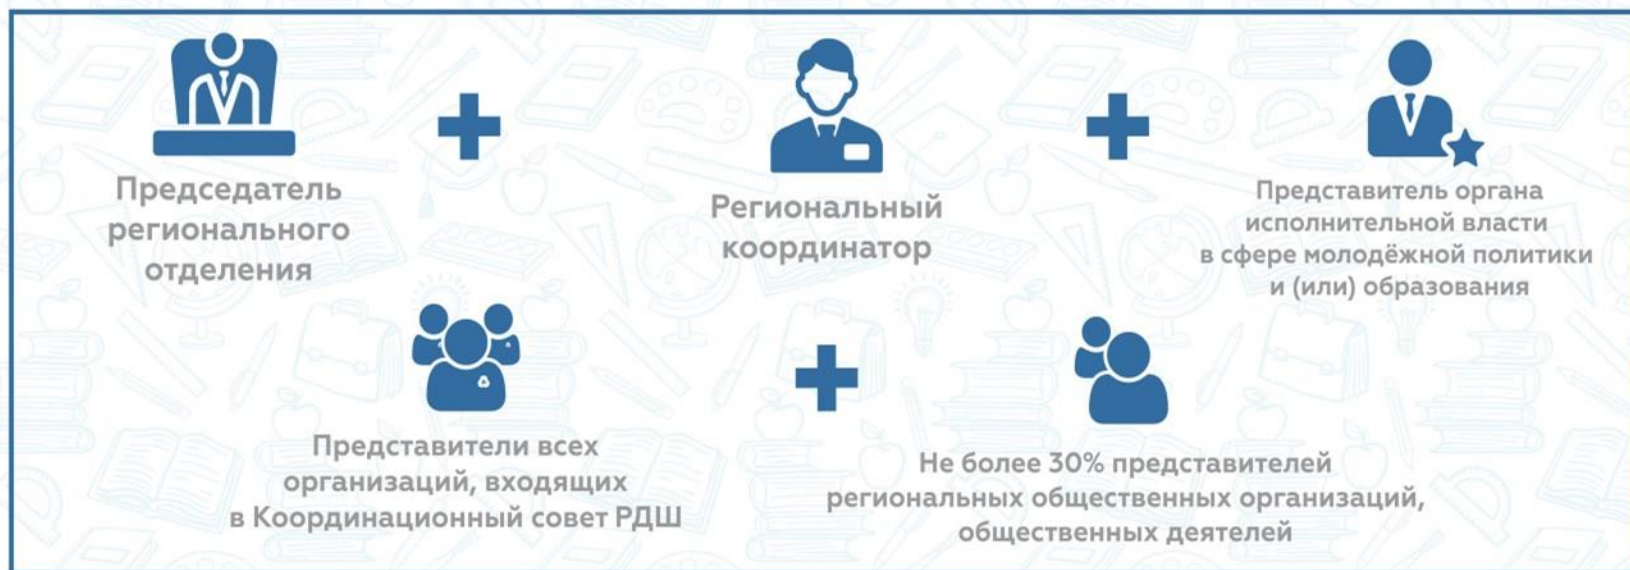 Председатель
регионального
отделения
Региональный
координатор
Представитель органа
исполнительной власти
в сфере молодёжной политики
и (или) образования
Представители всех
организаций, входящих
в Координационный совет РДШ
Не более 30% представителей
региональных общественных организаций,
общественных деятелей